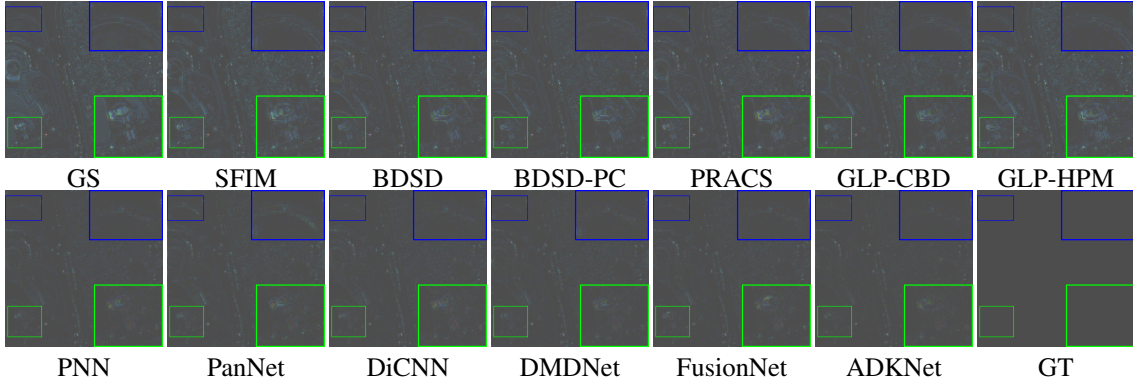 GS SFIM BDSD BDSD-PC PRACS GLP-CBD GLP-HPM
PNN PanNet DiCNN DMDNet FusionNet ADKNet GT